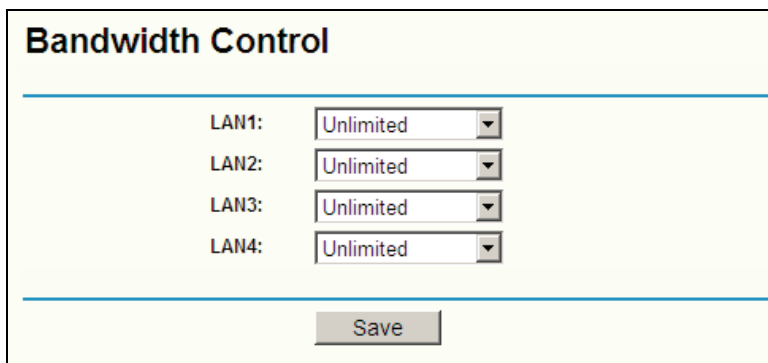 Bandwidth Control
LAN1: Unlimited
LAN2: Unlimited
LAN3: Unlimited
LAN4: Unlimited
Save